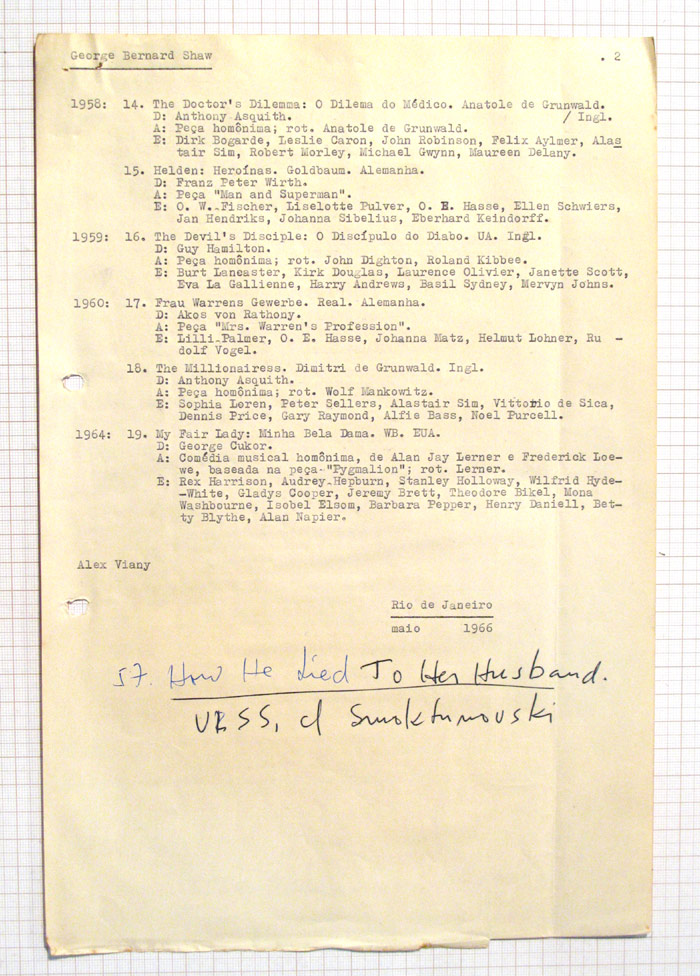 George Bernard Shaw . 2
1958: 14. The Doctor's Dilemma: O Dilema do Médico. Anatole de Grunwald.
D: Anthony Asquith. / Ingl.
A: Peça homônima; rot. Anatole de Grunwald.
E: Dirk Bogarde, Leslie Caron, John Robinson, Felix Aylmer, Alas
tair Sim, Robert Morley, Michael Gwynn, Maureen Delany.
15. Helden: Heroínas. Goldbaum. Alemanha.
D: Franz Peter Wirth.
A: Peça "Man and Superman".
E: O. W. Fischer, Liselotte Pulver, O. E. Hasse, Ellen Schwiers,
Jan Hendriks, Johanna Sibelius, Eberhard Keindorff.
1959: 16. The Devil's Disciple: O Discípulo do Diabo. UA. Ingl.
D: Guy Hamilton.
A: Peça homônima; rot. John Dighton, Roland Kibbee.
E: Burt Lancaster, Kirk Douglas, Laurence Olivier, Janette Scott,
Eva La Gallienne, Harry Andrews, Basil Sydney, Mervyn Johns.
1960: 17. Frau Warrens Gewerbe. Real. Alemanha.
D: Akos von Rathony.
A: Peça "Mrs. Warren's Profession".
E: Lilli Palmer, O. E. Hasse, Johanna Matz, Helmut Lohner, Ru -
dolf Vogel.
18. The Millionairess. Dimitri de Grunwald. Ingl.
D: Anthony Asquith.
A: Peça homônima; rot. Wolf Mankowitz.
E: Sophia Loren, Peter Sellers, Alastair Sim, Vittorio de Sica,
Dennis Price, Gary Raymond, Alfie Bass, Noel Purcell.
1964: 19. My Fair Lady: Minha Bela Dama. WB. EUA.
D: George Cukor.
A: Comédia musical homônima, de Alan Jay Lerner e Frederick Loe-
we, baseada na peça "Pygmalion"; rot. Lerner.
E: Rex Harrison, Audrey Hepburn, Stanley Holloway, Wilfrid Hyde-
-White, Gladys Cooper, Jeremy Brett, Theodore Bikel, Mona
Washbourne, Isobel Elsom, Barbara Pepper, Henry Daniell, Bet-
ty Blythe, Alan Napier.
Alex Viany
Rio de Janeiro
maio 1966
57. How He Lied To Her Husband.
URSS, c/ Smoktunovski